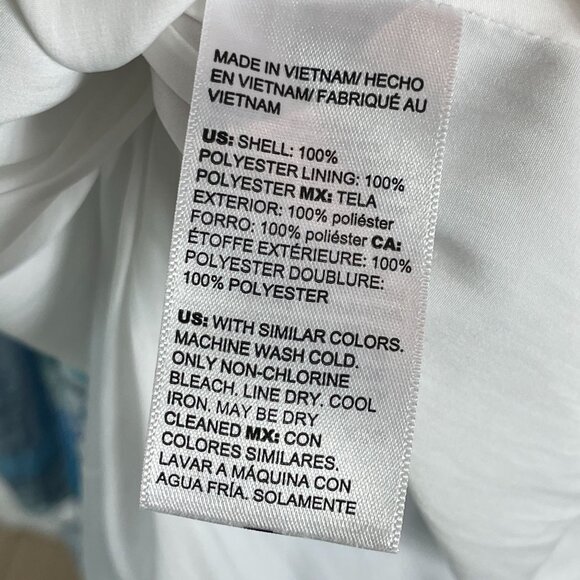 MADE IN VIETNAM/ HECHO
EN VIETNAM/ FABRIQUÉ AU
VIETNAM
US: SHELL: 100%
POLYESTER LINING: 100%
POLYESTER MX: TELA
EXTERIOR: 100% poliéster
FORRO: 100% poliéster CA:
ÉTOFFE EXTÉRIEURE: 100%
POLYESTER DOUBLURE:
100% POLYESTER
US: WITH SIMILAR COLORS.
MACHINE WASH COLD.
ONLY NON-CHLORINE
BLEACH. LINE DRY. COOL
IRON. MAY BE DRY
CLEANED MX: CON
COLORES SIMILARES.
LAVAR A MÁQUINA CON
AGUA FRÍA. SOLAMENTE